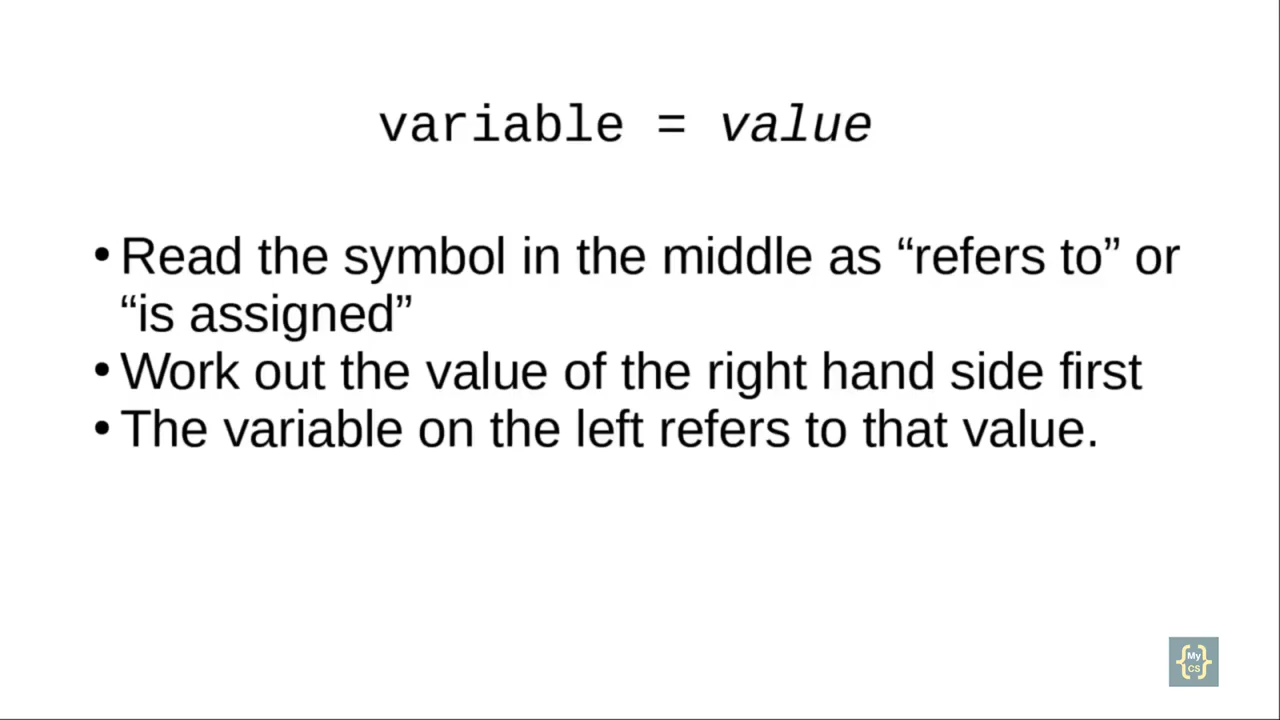 variable = value
• Read the symbol in the middle as “refers to” or
“is assigned”
• Work out the value of the right hand side first
• The variable on the left refers to that value.
{My}
CS